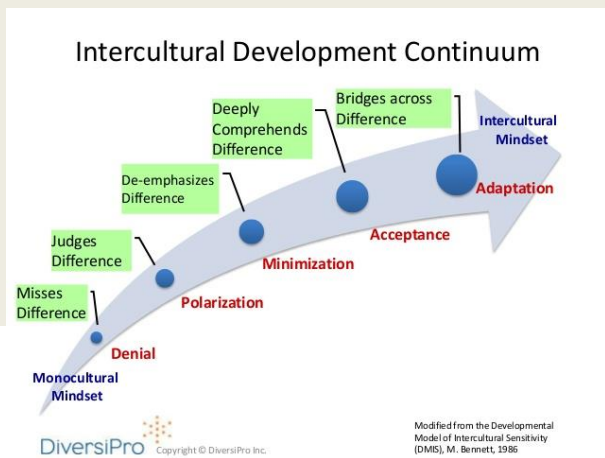 Intercultural Development Continuum
Misses
Difference
Judges
Difference
De-emphasizes
Difference
Deeply
Comprehends
Difference
Bridges across
Difference
Intercultural
Mindset
Adaptation
Acceptance
Minimization
Polarization
Denial
Monocultural
Mindset
DiversiPro Copyright © DiversiPro Inc.
Modified from the Developmental
Model of Intercultural Sensitivity
(DMIS), M. Bennett, 1986